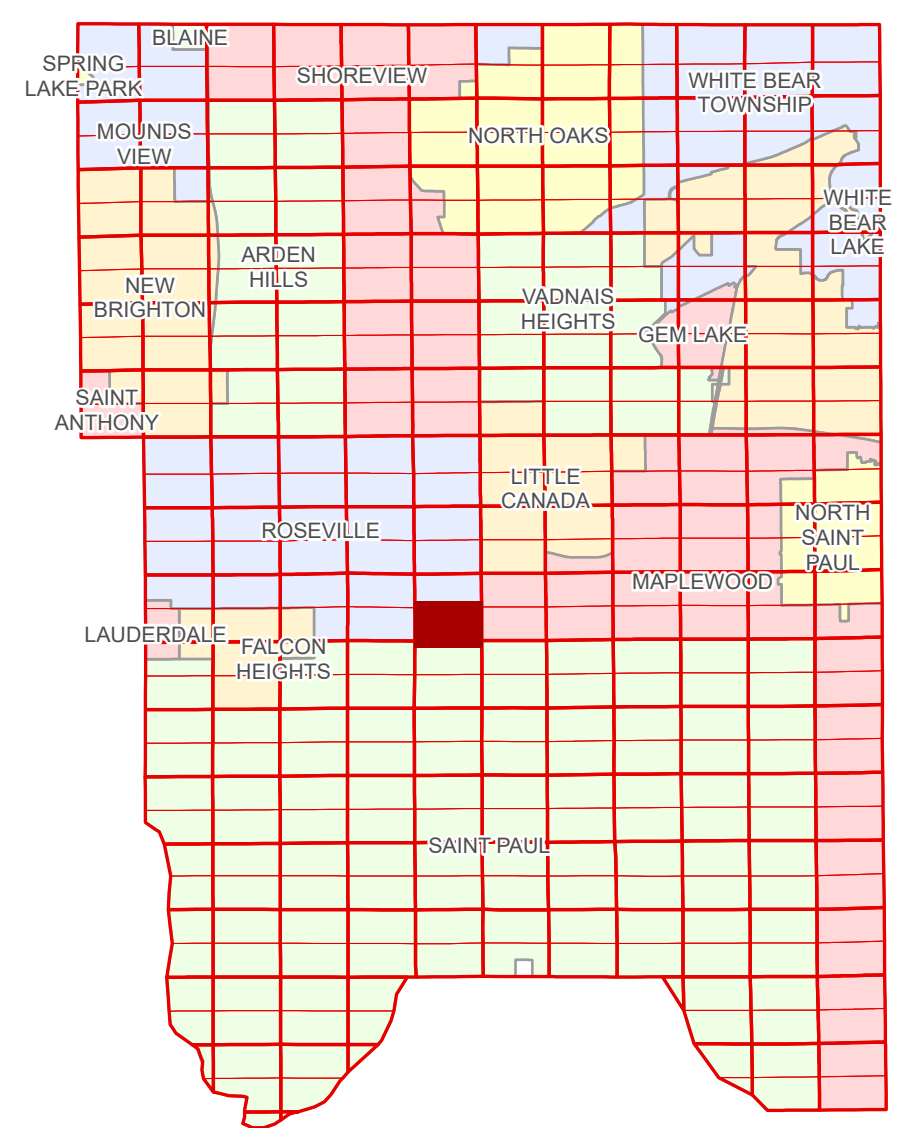 BLAINE
SPRING
LAKE PARK
SHOREVIEW
WHITE BEAR
TOWNSHIP
MOUNDS
VIEW
NORTH OAKS
WHITE
BEAR
LAKE
ARDEN
HILLS
NEW
BRIGHTON
VADNAIS
HEIGHTS
GEM LAKE
SAINT
ANTHONY
LITTLE
CANADA
ROSEVILLE
NORTH
SAINT
PAUL
MAPLEWOOD
LAUDERDALE
FALCON
HEIGHTS
SAINT PAUL